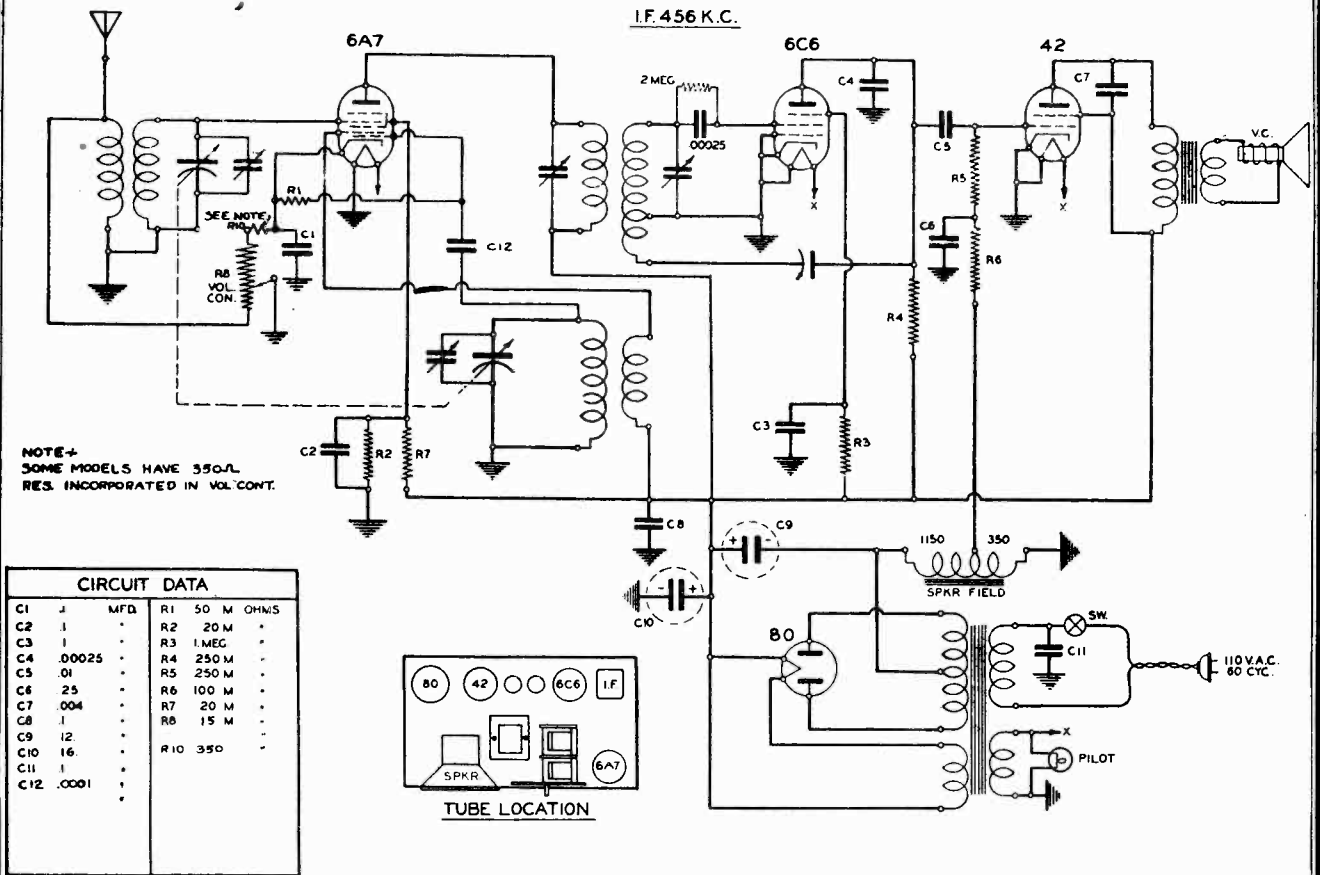 I.F. 456 K.C.
6A7
6C6
42
2 MEG
.00025
C4
C7
C5
V.C.
R1
SEE NOTE
R10
C1
C12
R8
VOL.
CON.
R5
C6
R6
R4
C2
R2
R7
C3
R3
NOTE
SOME MODELS HAVE 350Ω
RES. INCORPORATED IN VOL. CONT.
C8
C9
+ -
1150 350
SPKR FIELD
- +
C10
80
SW.
C11
110 V.A.C.
60 CYC.
X
X
X
PILOT
CIRCUIT DATA
C1 .1 MFD. R1 50 M OHMS
C2 .1 " R2 20 M "
C3 .1 " R3 1. MEG "
C4 .00025 " R4 250 M "
C5 .01 " R5 250 M "
C6 .25 " R6 100 M "
C7 .004 " R7 20 M "
C8 .1 " R8 15 M "
C9 12. "
C10 16. " R10 350 "
C11 .1 "
C12 .0001 "
80 42 6C6 I.F.
SPKR
6A7
TUBE LOCATION